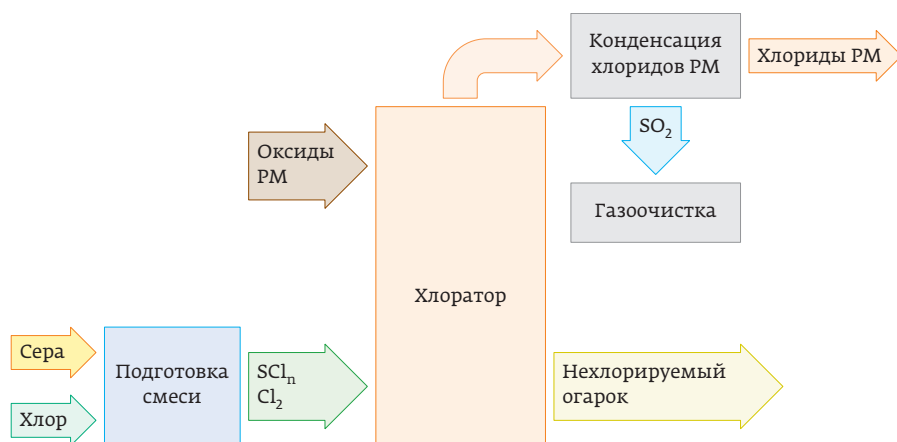 Конденсация
хлоридов РМ
Хлориды РМ
SO₂
Оксиды
РМ
Газоочистка
Хлоратор
Сера
Хлор
Подготовка
смеси
SClₙ
Cl₂
Нехлорируемый
огарок